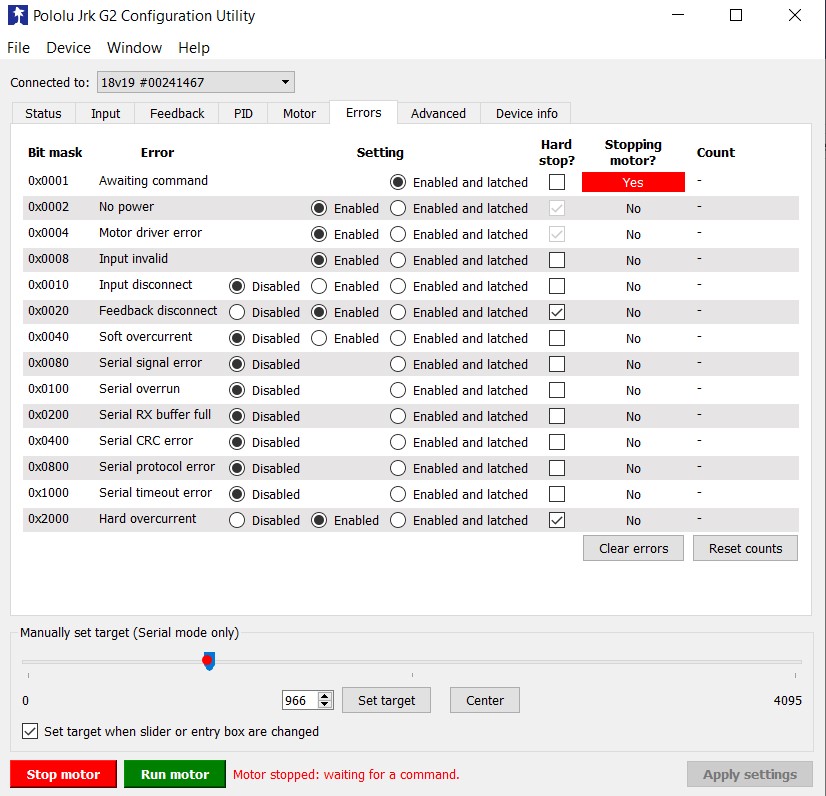 Pololu Jrk G2 Configuration Utility
File Device Window Help
Connected to: 18v19 #00241467
Status Input Feedback PID Motor Errors Advanced Device info
Bit mask Error Setting Hard stop? Stopping motor? Count
0x0001 Awaiting command Enabled and latched Yes -
0x0002 No power Enabled Enabled and latched No -
0x0004 Motor driver error Enabled Enabled and latched No -
0x0008 Input invalid Enabled Enabled and latched No -
0x0010 Input disconnect Disabled Enabled Enabled and latched No -
0x0020 Feedback disconnect Disabled Enabled Enabled and latched No -
0x0040 Soft overcurrent Disabled Enabled Enabled and latched No -
0x0080 Serial signal error Disabled Enabled and latched No -
0x0100 Serial overrun Disabled Enabled and latched No -
0x0200 Serial RX buffer full Disabled Enabled and latched No -
0x0400 Serial CRC error Disabled Enabled and latched No -
0x0800 Serial protocol error Disabled Enabled and latched No -
0x1000 Serial timeout error Disabled Enabled and latched No -
0x2000 Hard overcurrent Disabled Enabled Enabled and latched No -
Clear errors Reset counts
Manually set target (Serial mode only)
0 966 Set target Center 4095
Set target when slider or entry box are changed
Stop motor Run motor Motor stopped: waiting for a command. Apply settings